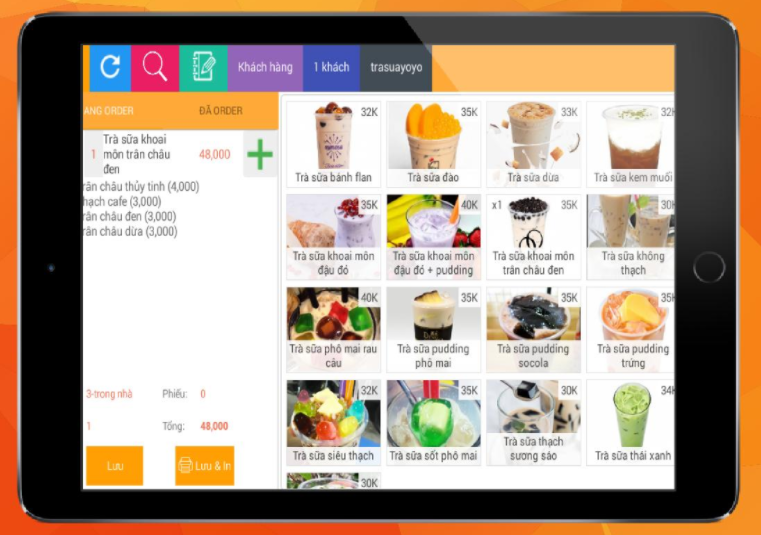 Khách hàng
1 khách
trasuayoyo
ANG ORDER
ĐÃ ORDER
Trà sữa khoai
1 môn trân châu 48,000
đen
rân châu thủy tinh (4,000)
hạch cafe (3,000)
rân châu đen (3,000)
rân châu dừa (3,000)
3-trong nhà Phiếu: 0
1 Tổng: 48,000
Lưu
Lưu & In
32K
Trà sữa bánh flan
35K
Trà sữa đào
33K
Trà sữa dừa
32
Trà sữa kem muối
35K
Trà sữa khoai môn
đậu đỏ
40K
Trà sữa khoai môn
đậu đỏ + pudding
x1 35K
Trà sữa khoai môn
trân châu đen
30
Trà sữa không
thạch
40K
Trà sữa phô mai rau
câu
35K
Trà sữa pudding
phô mai
35K
Trà sữa pudding
socola
35
Trà sữa pudding
trứng
32K
Trà sữa siêu thạch
35K
Trà sữa sốt phô mai
30K
Trà sữa thạch
sương sáo
34
Trà sữa thái xanh
30K